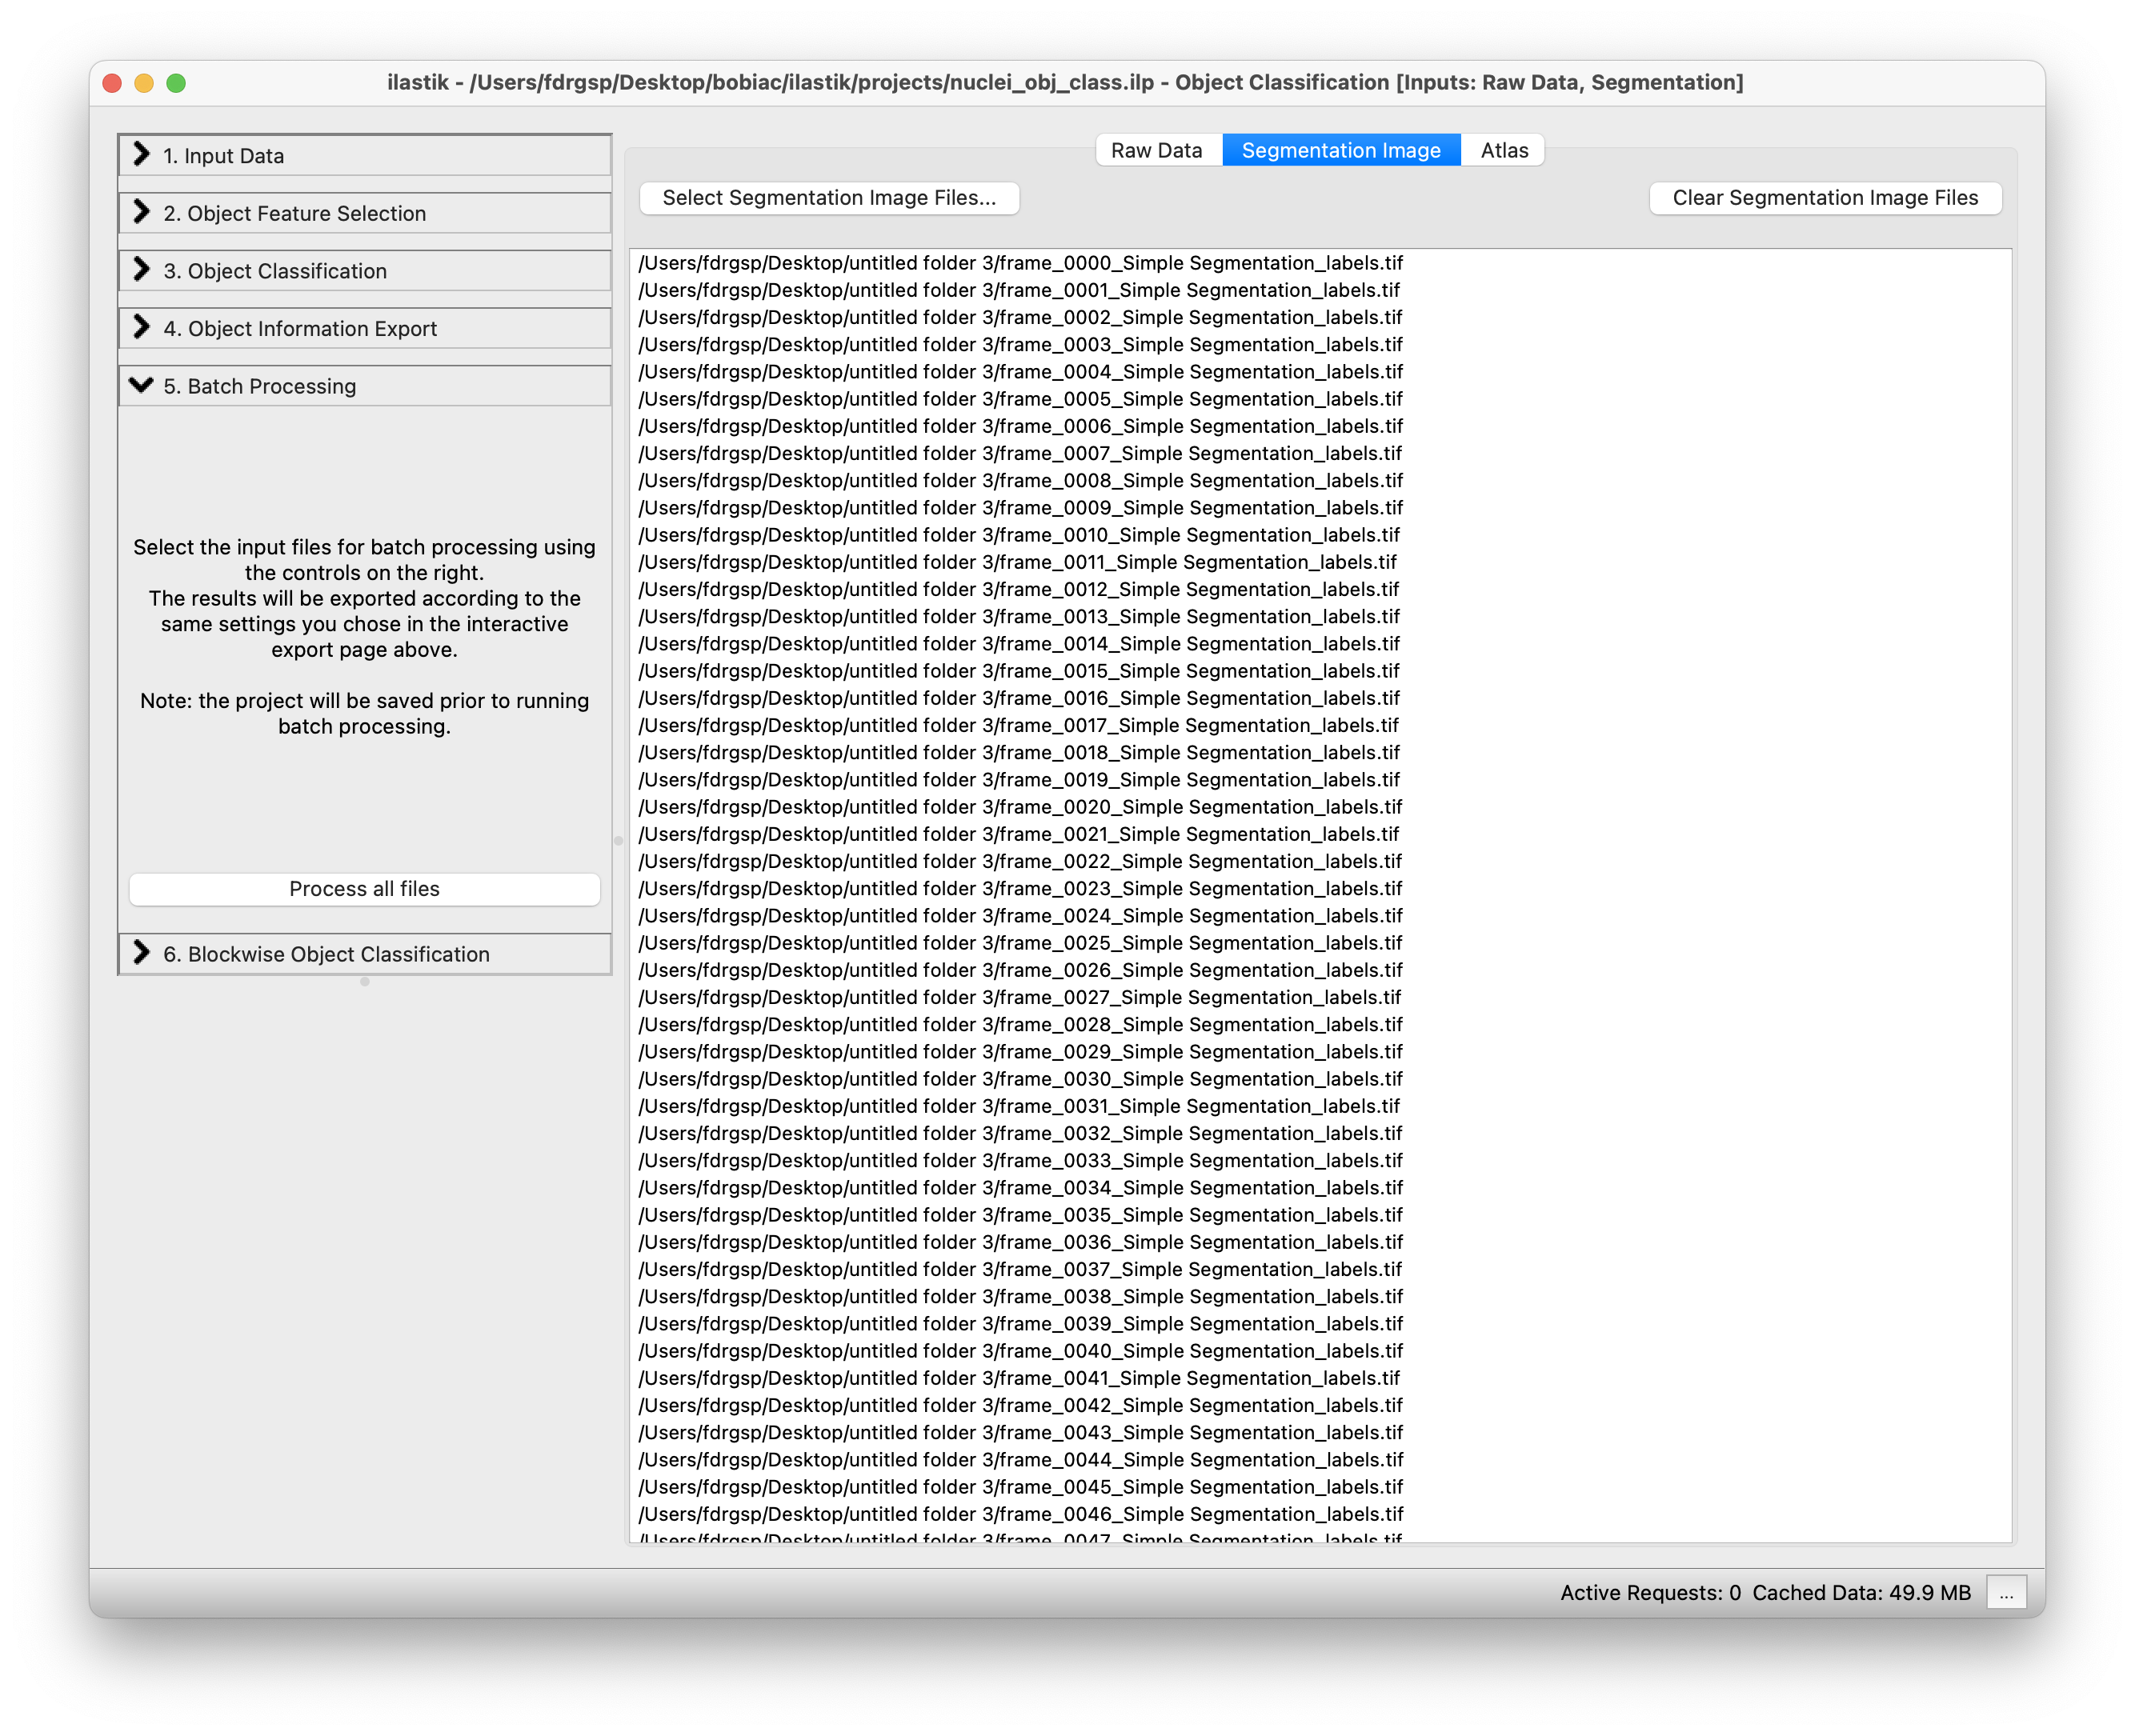 ilastik - /Users/fdrgsp/Desktop/bobiac/ilastik/projects/nuclei_obj_class.ilp - Object Classification [Inputs: Raw Data, Segmentation]
1. Input Data
2. Object Feature Selection
3. Object Classification
4. Object Information Export
5. Batch Processing
Select the input files for batch processing using
the controls on the right.
The results will be exported according to the
same settings you chose in the interactive
export page above.
Note: the project will be saved prior to running
batch processing.
Process all files
6. Blockwise Object Classification
Raw Data
Segmentation Image
Atlas
Select Segmentation Image Files...
Clear Segmentation Image Files
/Users/fdrgsp/Desktop/untitled folder 3/frame_0000_Simple Segmentation_labels.tif
/Users/fdrgsp/Desktop/untitled folder 3/frame_0001_Simple Segmentation_labels.tif
/Users/fdrgsp/Desktop/untitled folder 3/frame_0002_Simple Segmentation_labels.tif
/Users/fdrgsp/Desktop/untitled folder 3/frame_0003_Simple Segmentation_labels.tif
/Users/fdrgsp/Desktop/untitled folder 3/frame_0004_Simple Segmentation_labels.tif
/Users/fdrgsp/Desktop/untitled folder 3/frame_0005_Simple Segmentation_labels.tif
/Users/fdrgsp/Desktop/untitled folder 3/frame_0006_Simple Segmentation_labels.tif
/Users/fdrgsp/Desktop/untitled folder 3/frame_0007_Simple Segmentation_labels.tif
/Users/fdrgsp/Desktop/untitled folder 3/frame_0008_Simple Segmentation_labels.tif
/Users/fdrgsp/Desktop/untitled folder 3/frame_0009_Simple Segmentation_labels.tif
/Users/fdrgsp/Desktop/untitled folder 3/frame_0010_Simple Segmentation_labels.tif
/Users/fdrgsp/Desktop/untitled folder 3/frame_0011_Simple Segmentation_labels.tif
/Users/fdrgsp/Desktop/untitled folder 3/frame_0012_Simple Segmentation_labels.tif
/Users/fdrgsp/Desktop/untitled folder 3/frame_0013_Simple Segmentation_labels.tif
/Users/fdrgsp/Desktop/untitled folder 3/frame_0014_Simple Segmentation_labels.tif
/Users/fdrgsp/Desktop/untitled folder 3/frame_0015_Simple Segmentation_labels.tif
/Users/fdrgsp/Desktop/untitled folder 3/frame_0016_Simple Segmentation_labels.tif
/Users/fdrgsp/Desktop/untitled folder 3/frame_0017_Simple Segmentation_labels.tif
/Users/fdrgsp/Desktop/untitled folder 3/frame_0018_Simple Segmentation_labels.tif
/Users/fdrgsp/Desktop/untitled folder 3/frame_0019_Simple Segmentation_labels.tif
/Users/fdrgsp/Desktop/untitled folder 3/frame_0020_Simple Segmentation_labels.tif
/Users/fdrgsp/Desktop/untitled folder 3/frame_0021_Simple Segmentation_labels.tif
/Users/fdrgsp/Desktop/untitled folder 3/frame_0022_Simple Segmentation_labels.tif
/Users/fdrgsp/Desktop/untitled folder 3/frame_0023_Simple Segmentation_labels.tif
/Users/fdrgsp/Desktop/untitled folder 3/frame_0024_Simple Segmentation_labels.tif
/Users/fdrgsp/Desktop/untitled folder 3/frame_0025_Simple Segmentation_labels.tif
/Users/fdrgsp/Desktop/untitled folder 3/frame_0026_Simple Segmentation_labels.tif
/Users/fdrgsp/Desktop/untitled folder 3/frame_0027_Simple Segmentation_labels.tif
/Users/fdrgsp/Desktop/untitled folder 3/frame_0028_Simple Segmentation_labels.tif
/Users/fdrgsp/Desktop/untitled folder 3/frame_0029_Simple Segmentation_labels.tif
/Users/fdrgsp/Desktop/untitled folder 3/frame_0030_Simple Segmentation_labels.tif
/Users/fdrgsp/Desktop/untitled folder 3/frame_0031_Simple Segmentation_labels.tif
/Users/fdrgsp/Desktop/untitled folder 3/frame_0032_Simple Segmentation_labels.tif
/Users/fdrgsp/Desktop/untitled folder 3/frame_0033_Simple Segmentation_labels.tif
/Users/fdrgsp/Desktop/untitled folder 3/frame_0034_Simple Segmentation_labels.tif
/Users/fdrgsp/Desktop/untitled folder 3/frame_0035_Simple Segmentation_labels.tif
/Users/fdrgsp/Desktop/untitled folder 3/frame_0036_Simple Segmentation_labels.tif
/Users/fdrgsp/Desktop/untitled folder 3/frame_0037_Simple Segmentation_labels.tif
/Users/fdrgsp/Desktop/untitled folder 3/frame_0038_Simple Segmentation_labels.tif
/Users/fdrgsp/Desktop/untitled folder 3/frame_0039_Simple Segmentation_labels.tif
/Users/fdrgsp/Desktop/untitled folder 3/frame_0040_Simple Segmentation_labels.tif
/Users/fdrgsp/Desktop/untitled folder 3/frame_0041_Simple Segmentation_labels.tif
/Users/fdrgsp/Desktop/untitled folder 3/frame_0042_Simple Segmentation_labels.tif
/Users/fdrgsp/Desktop/untitled folder 3/frame_0043_Simple Segmentation_labels.tif
/Users/fdrgsp/Desktop/untitled folder 3/frame_0044_Simple Segmentation_labels.tif
/Users/fdrgsp/Desktop/untitled folder 3/frame_0045_Simple Segmentation_labels.tif
/Users/fdrgsp/Desktop/untitled folder 3/frame_0046_Simple Segmentation_labels.tif
/Users/fdrgsp/Desktop/untitled folder 3/frame_0047_Simple Segmentation_labels.tif
Active Requests: 0 Cached Data: 49.9 MB
...